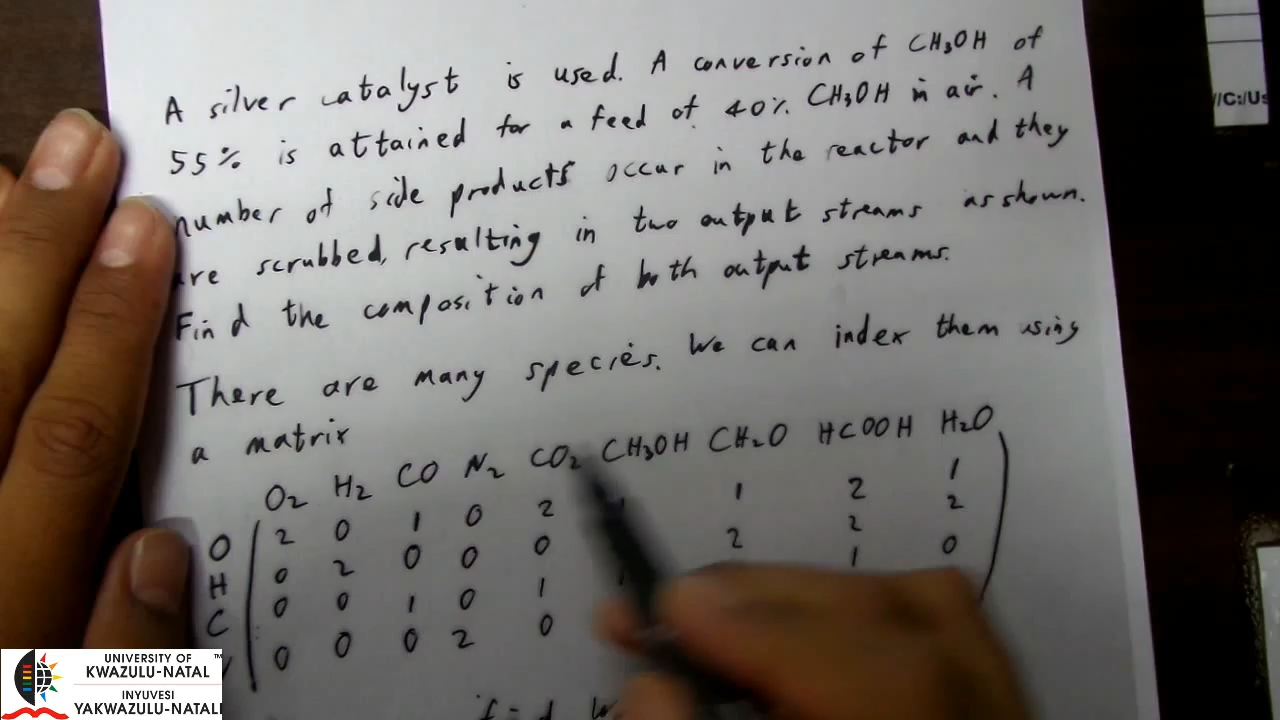 A silver catalyst is used. A conversion of CH₃OH of
55% is attained for a feed of 40% CH₃OH in air. A
number of side products occur in the reactor and they
are scrubbed, resulting in two output streams as shown.
Find the composition of both output streams.
There are many species. We can index them using
a matrix
O₂ H₂ CO N₂ CO₂ CH₃OH CH₂O HCOOH H₂O
O 2 0 1 0 2 1 2 1
H 0 2 0 0 0 2 2 2
C 0 0 1 0 1 1 0
0 0 0 2 0
find
//C:/Us
UNIVERSITY OF ™
KWAZULU-NATAL
INYUVESI
YAKWAZULU-NATALI